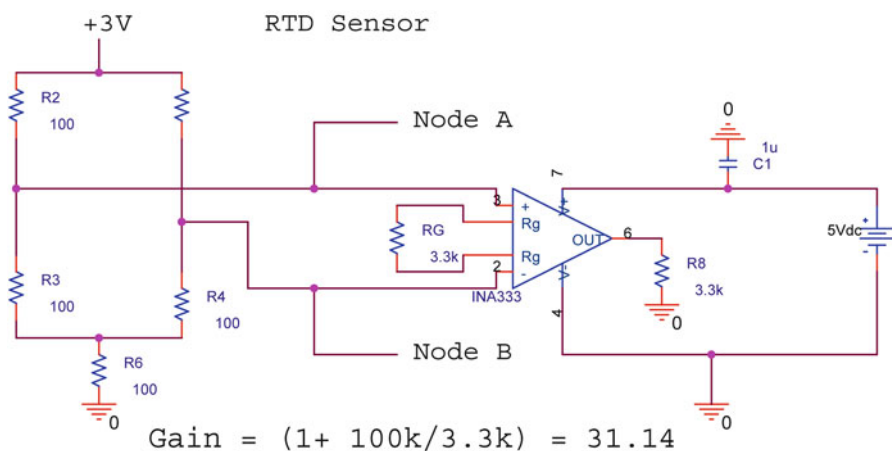 +3V RTD Sensor
R2
100
Node A
0
1u
C1
7
3
+
V+
Rg
RG
3.3k
Rg
OUT
6
2
-
V-
INA333
4
R8
3.3k
0
+
5Vdc
-
R3
100
R4
100
Node B
R6
100
0
0
Gain = (1+ 100k/3.3k) = 31.14